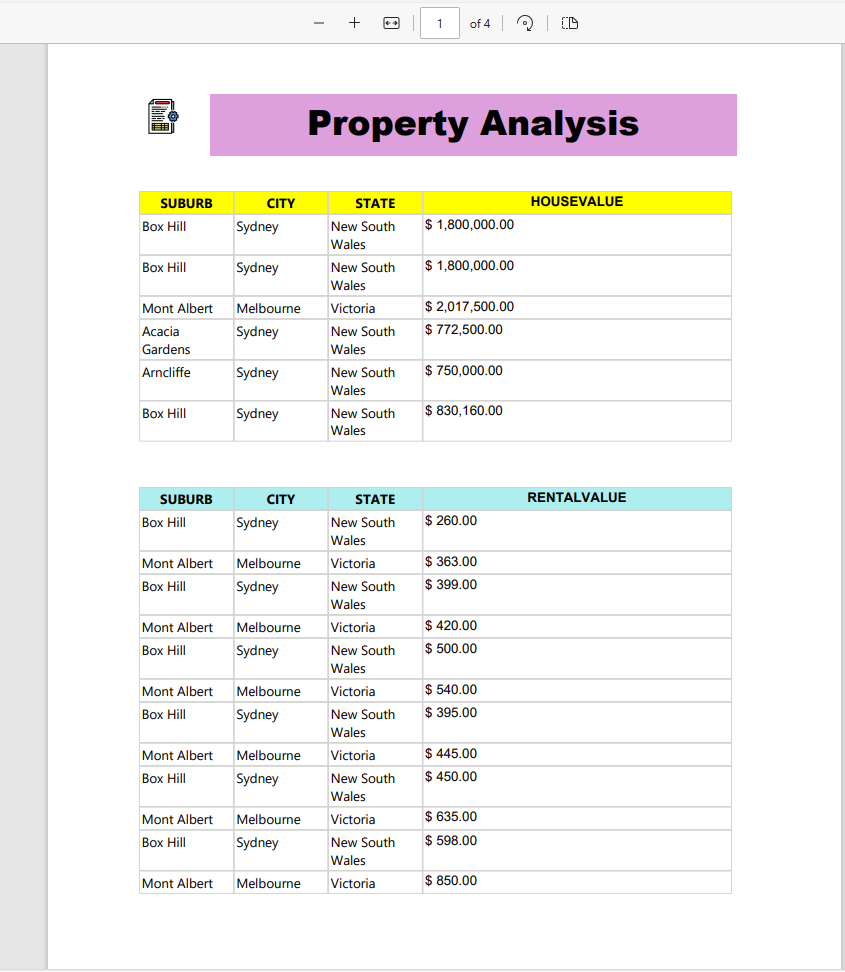 1 of 4
Property Analysis
SUBURB CITY STATE HOUSEVALUE
Box Hill Sydney New South $ 1,800,000.00
Wales
Box Hill Sydney New South $ 1,800,000.00
Wales
Mont Albert Melbourne Victoria $ 2,017,500.00
Acacia Sydney New South $ 772,500.00
Gardens Wales
Arncliffe Sydney New South $ 750,000.00
Wales
Box Hill Sydney New South $ 830,160.00
Wales
SUBURB CITY STATE RENTALVALUE
Box Hill Sydney New South $ 260.00
Wales
Mont Albert Melbourne Victoria $ 363.00
Box Hill Sydney New South $ 399.00
Wales
Mont Albert Melbourne Victoria $ 420.00
Box Hill Sydney New South $ 500.00
Wales
Mont Albert Melbourne Victoria $ 540.00
Box Hill Sydney New South $ 395.00
Wales
Mont Albert Melbourne Victoria $ 445.00
Box Hill Sydney New South $ 450.00
Wales
Mont Albert Melbourne Victoria $ 635.00
Box Hill Sydney New South $ 598.00
Wales
Mont Albert Melbourne Victoria $ 850.00